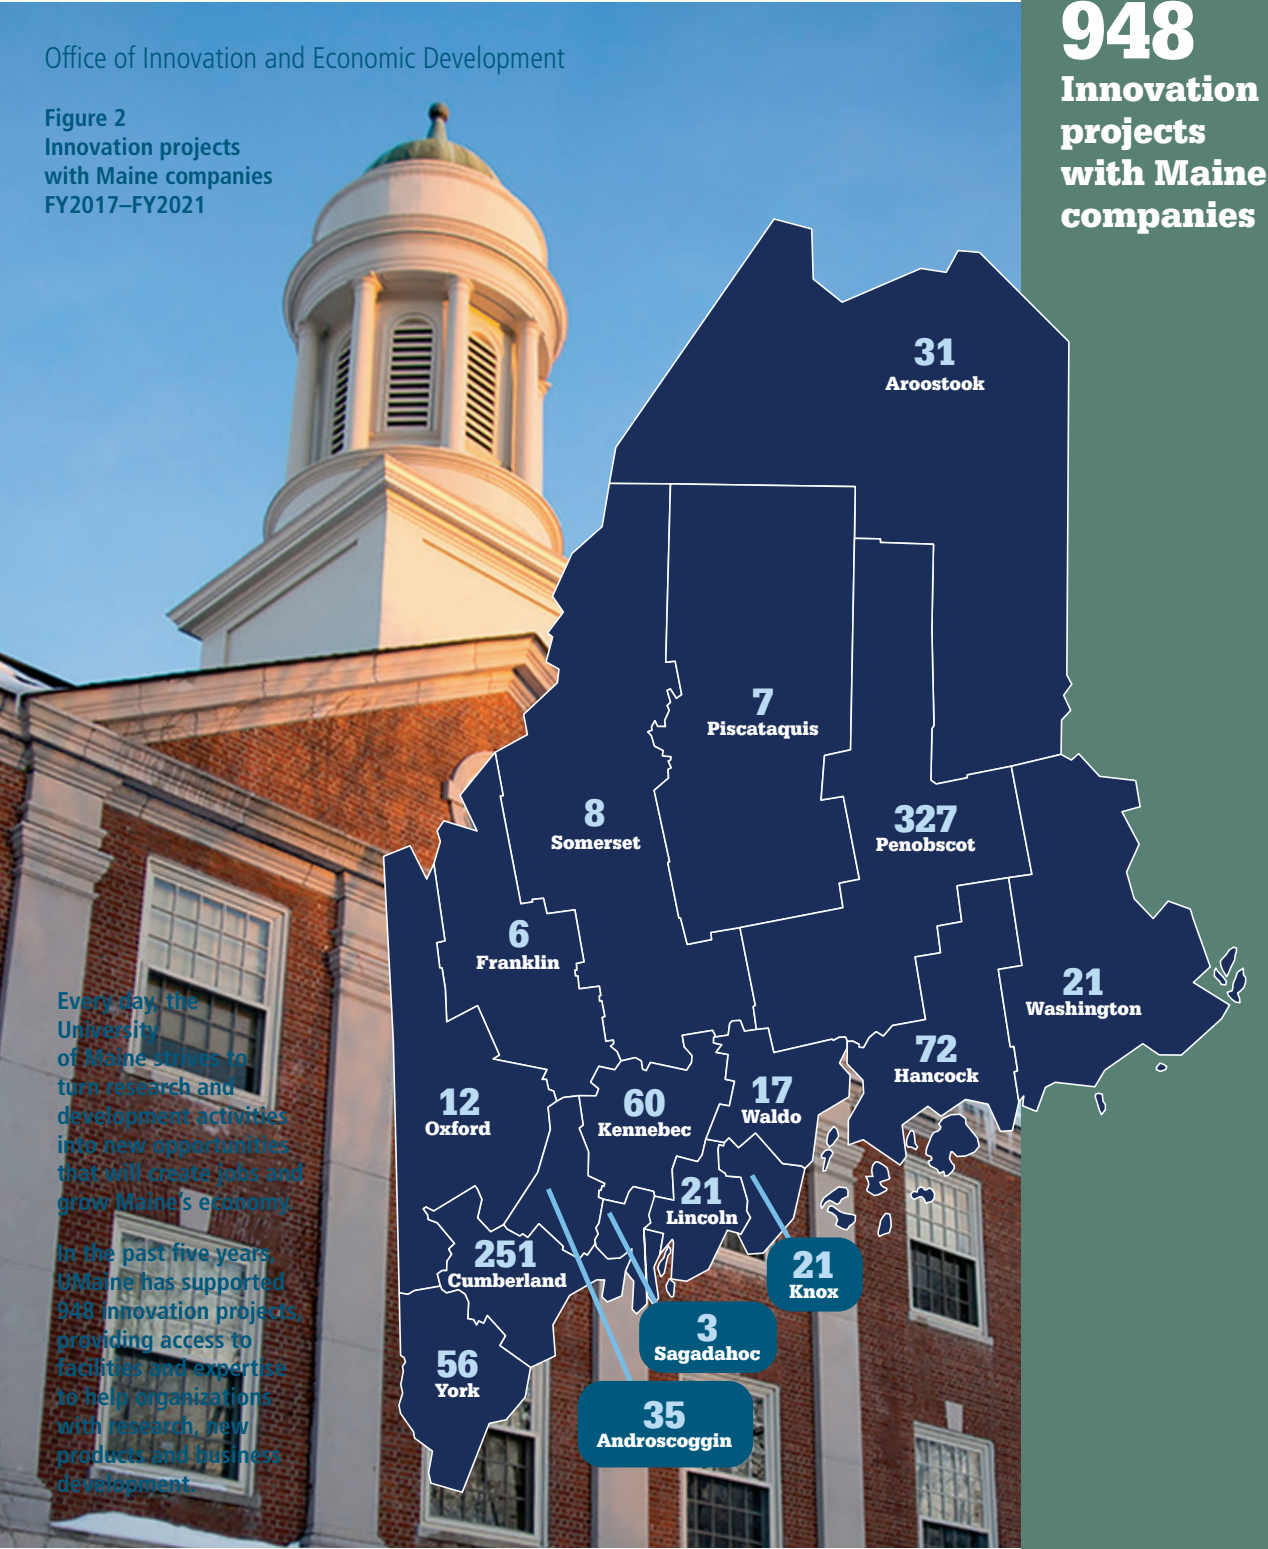 Office of Innovation and Economic Development
Figure 2
Innovation projects
with Maine companies
FY2017–FY2021
948
Innovation
projects
with Maine
companies
31
Aroostook
7
Piscataquis
8
Somerset
327
Penobscot
6
Franklin
21
Washington
72
Hancock
12
Oxford
60
Kennebec
17
Waldo
21
Lincoln
251
Cumberland
21
Knox
3
Sagadahoc
56
York
35
Androscoggin
Every day, the
University
of Maine strives to
turn research and
development activities
into new opportunities
that will create jobs and
grow Maine's economy.
In the past five years,
UMaine has supported
948 innovation projects,
providing access to
facilities and expertise
to help organizations
with research, new
products and business
development.